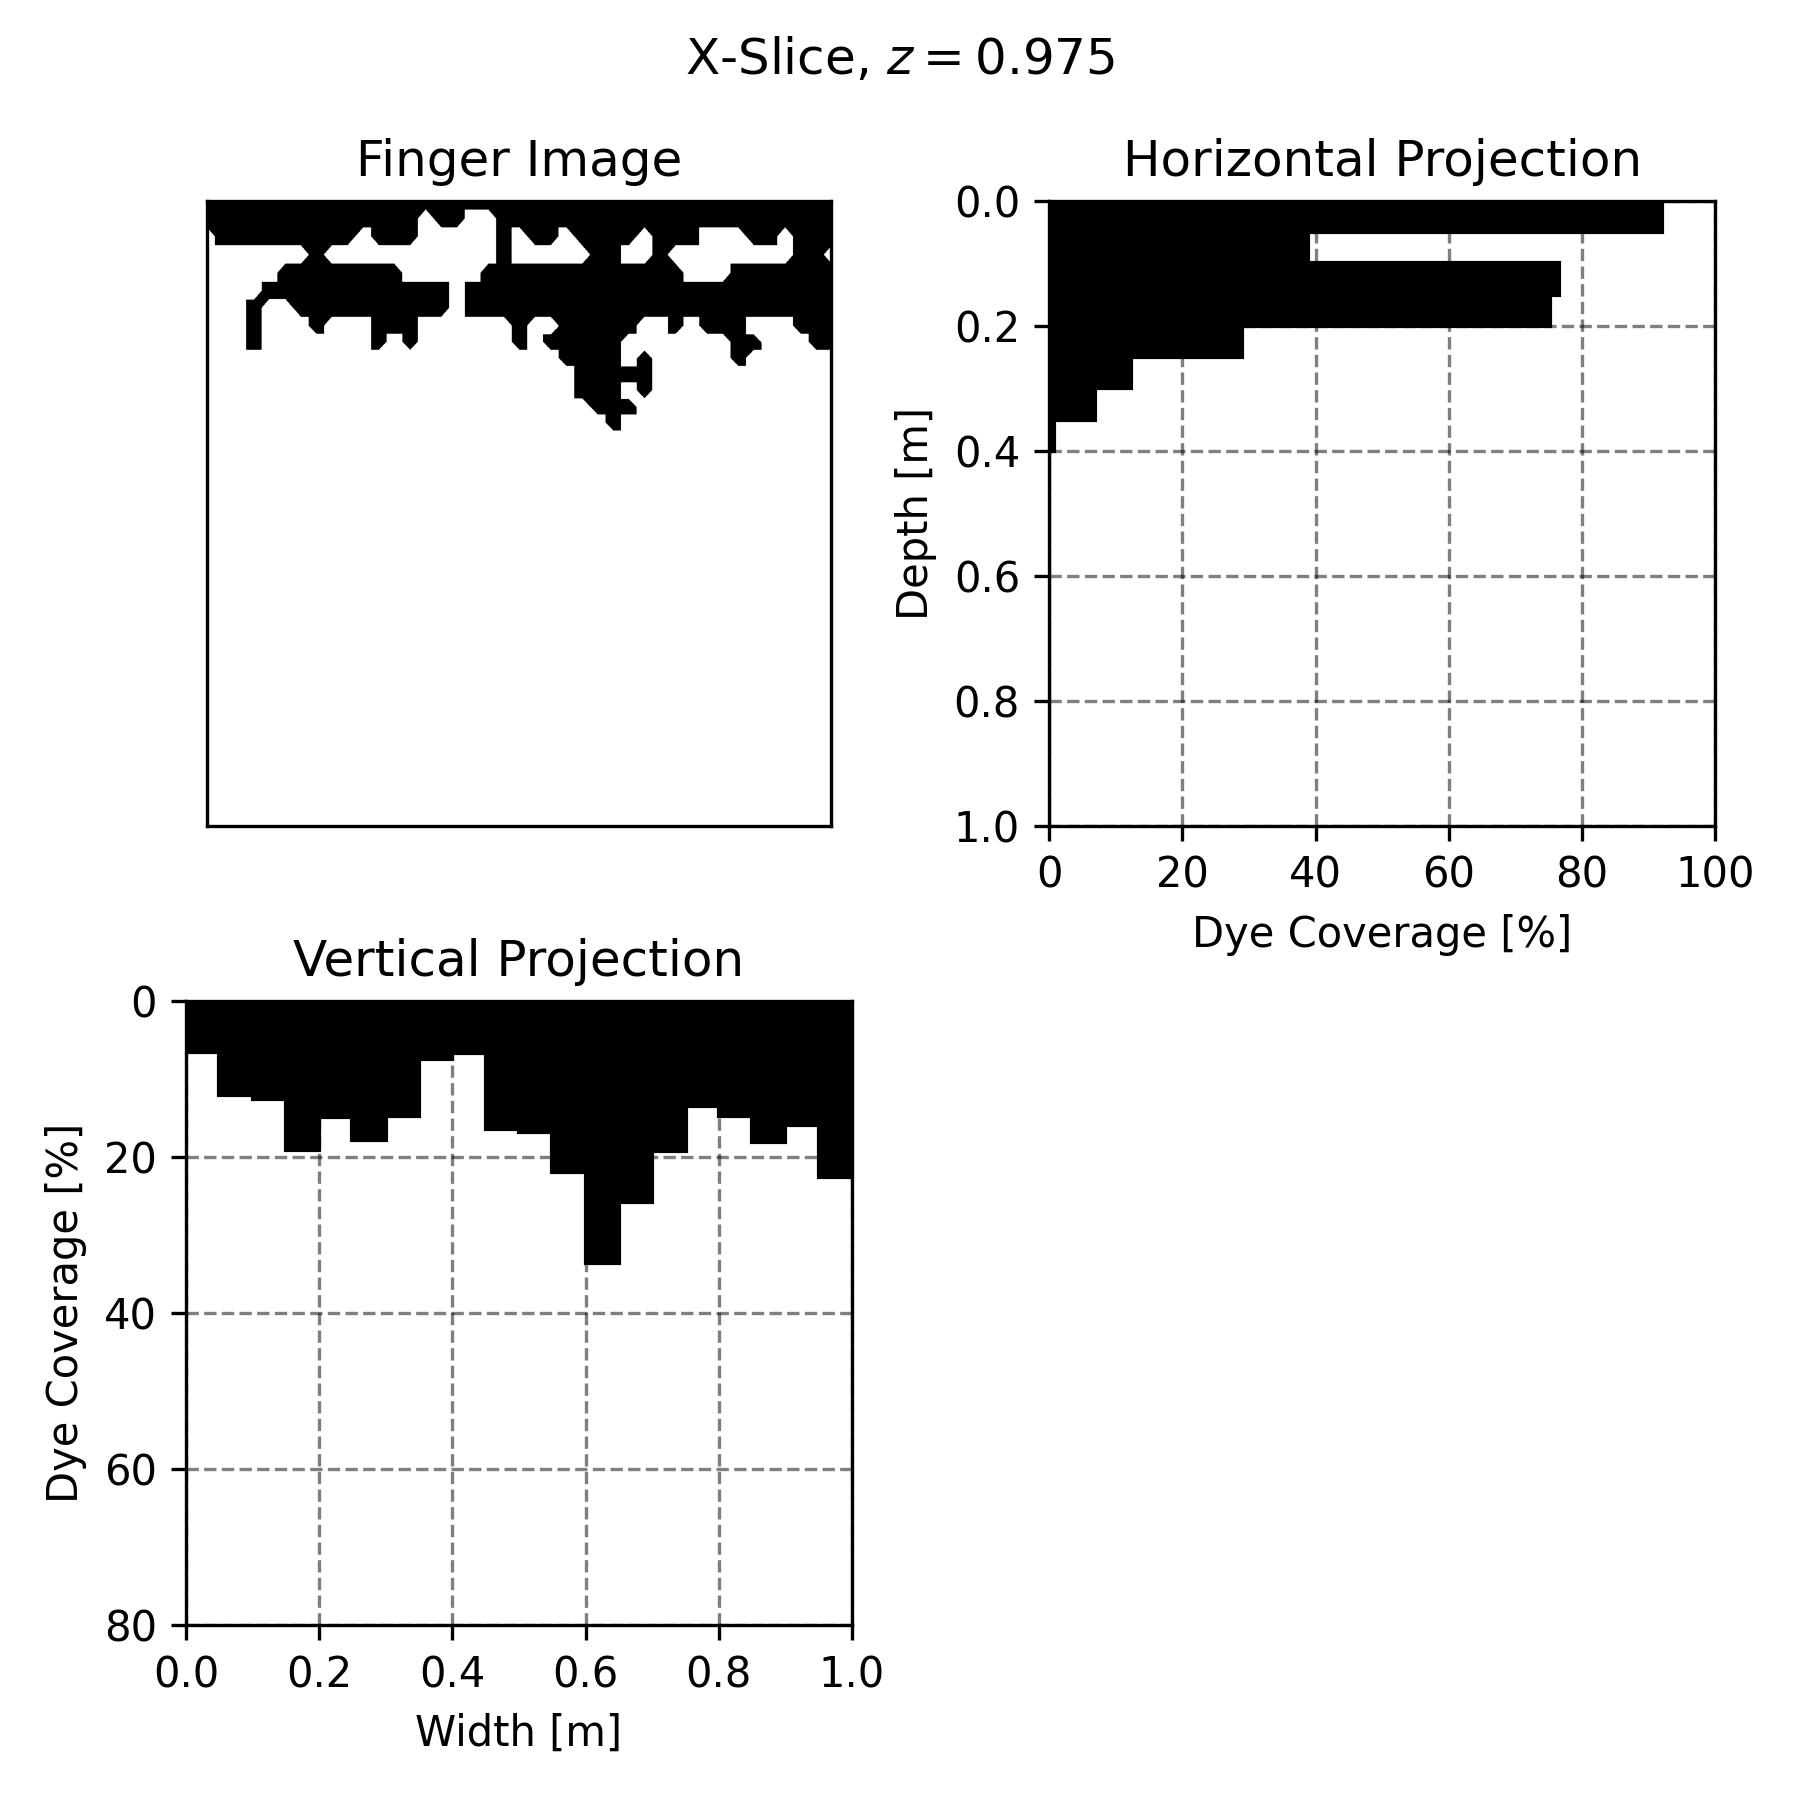 X-Slice, z = 0.975
Finger Image
Horizontal Projection
0.0
0.2
0.4
0.6
0.8
1.0
Depth [m]
0 20 40 60 80 100
Dye Coverage [%]
Vertical Projection
0
20
40
60
80
Dye Coverage [%]
0.0 0.2 0.4 0.6 0.8 1.0
Width [m]